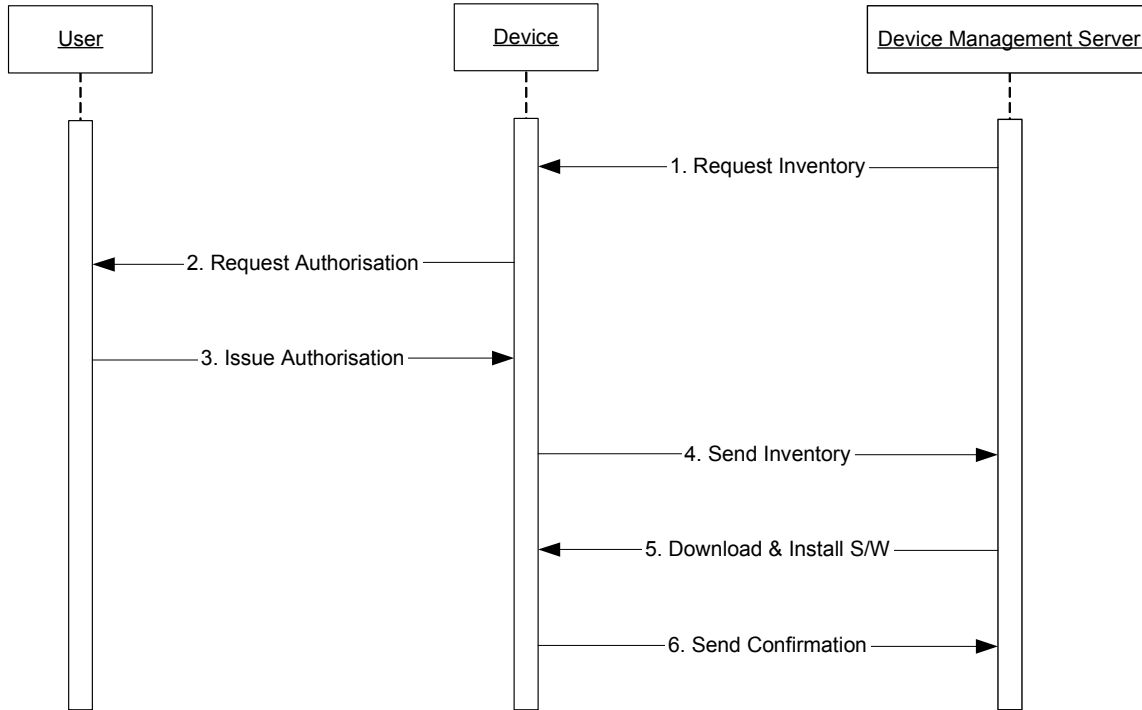 User
Device
Device Management Server
1. Request Inventory
2. Request Authorisation
3. Issue Authorisation
4. Send Inventory
5. Download & Install S/W
6. Send Confirmation